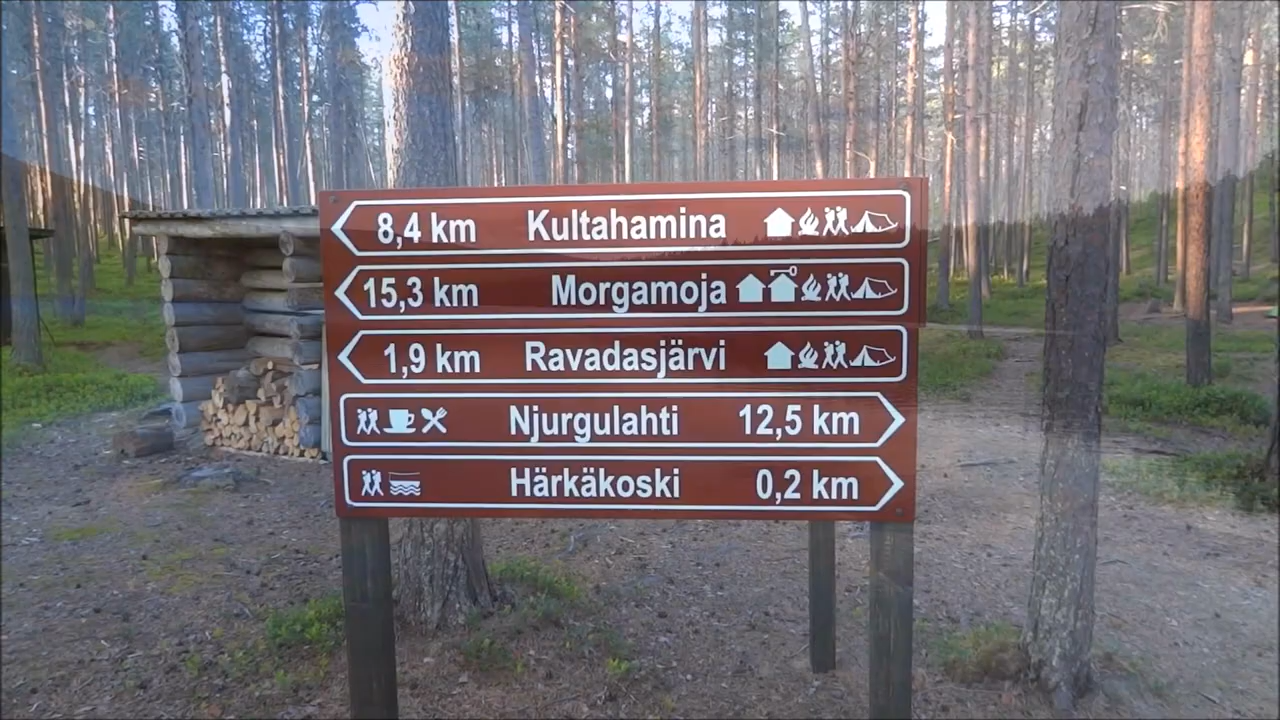 8,4 km Kultahamina
15,3 km Morgamoja
1,9 km Ravadasjärvi
Njurgulahti 12,5 km
Härkäkoski 0,2 km